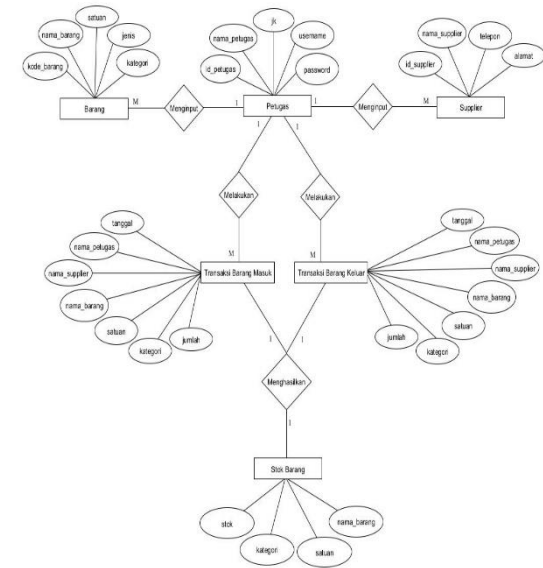 satuan
nama_barang
jenis
kode_barang
kategori
Barang
M
Menginput
1
jk
nama_petugas
username
id_petugas
password
Petugas
1
Menginput
M
nama_supplier
telepon
id_supplier
alamat
Supplier
1
1
Melakukan
Melakukan
M
M
tanggal
nama_petugas
nama_supplier
nama_barang
satuan
kategori
jumlah
Transaksi Barang Masuk
Transaksi Barang Keluar
tanggal
nama_petugas
nama_supplier
nama_barang
satuan
kategori
jumlah
1
1
Menghasilkan
1
Stok Barang
stok
kategori
satuan
nama_barang